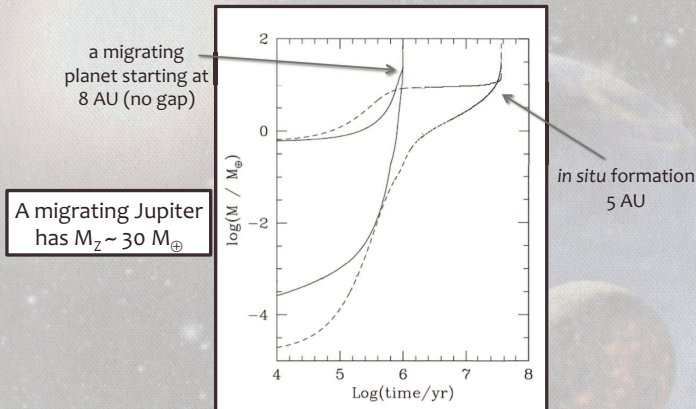 a migrating
planet starting at
8 AU (no gap)
A migrating Jupiter
has M_Z ~ 30 M_⊕
2
0
−2
−4
log(M / M_⊕)
4 5 6 7 8
Log(time/yr)
in situ formation
5 AU